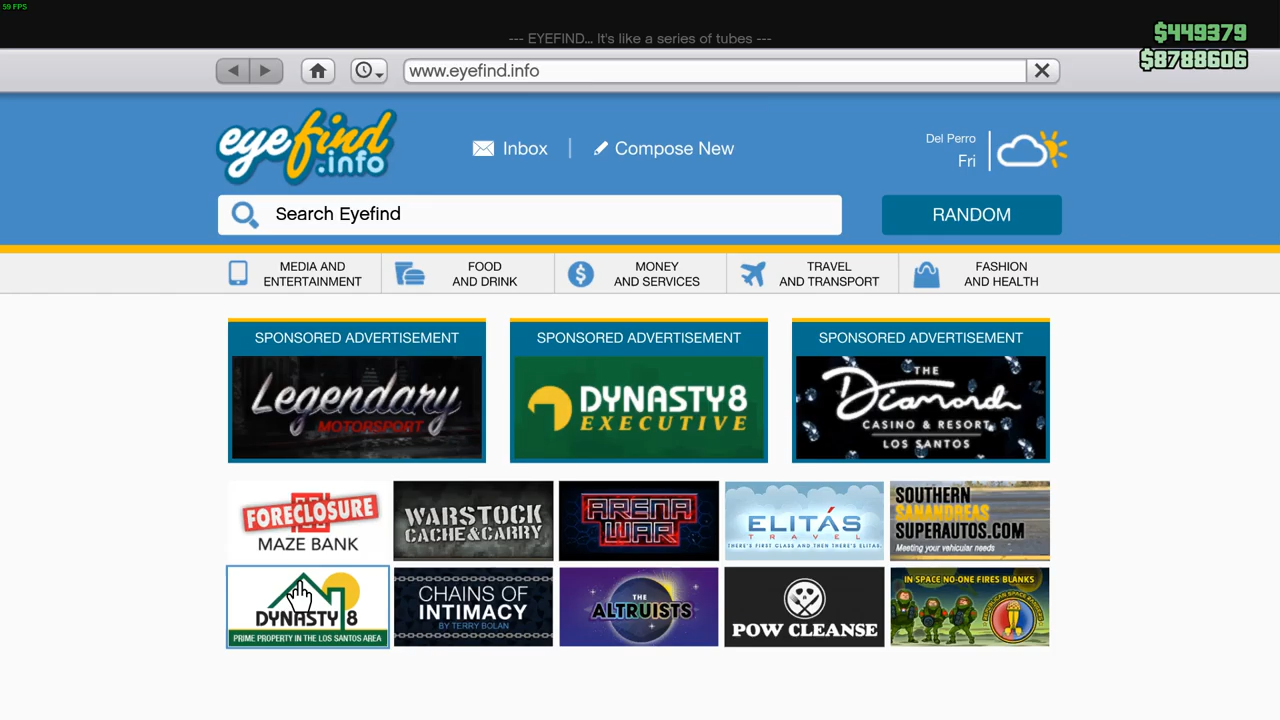 59 FPS
--- EYEFIND... It's like a series of tubes ---
$449379
$8788606
www.eyefind.info
eyefind
.info
Inbox
Compose New
Del Perro
Fri
Search Eyefind
RANDOM
MEDIA AND
ENTERTAINMENT
FOOD
AND DRINK
MONEY
AND SERVICES
TRAVEL
AND TRANSPORT
FASHION
AND HEALTH
SPONSORED ADVERTISEMENT
Legendary
MOTORSPORT
SPONSORED ADVERTISEMENT
DYNASTY8
EXECUTIVE
SPONSORED ADVERTISEMENT
THE
Diamond
CASINO & RESORT
LOS SANTOS
FORECLOSURE
MAZE BANK
WARSTOCK
CACHE&CARRY
ARENA
WAR
ELITÁS
TRAVEL
THERE'S FIRST CLASS AND THEN THERE'S ELITAS.
SOUTHERN
SANANDREAS
SUPERAUTOS.COM
Meeting your vehicular needs
DYNASTY 8
PRIME PROPERTY IN THE LOS SANTOS AREA
CHAINS OF
INTIMACY
BY TERRY BOLAN
THE
ALTRUISTS
POW CLEANSE
IN SPACE NO-ONE FIRES BLANKS